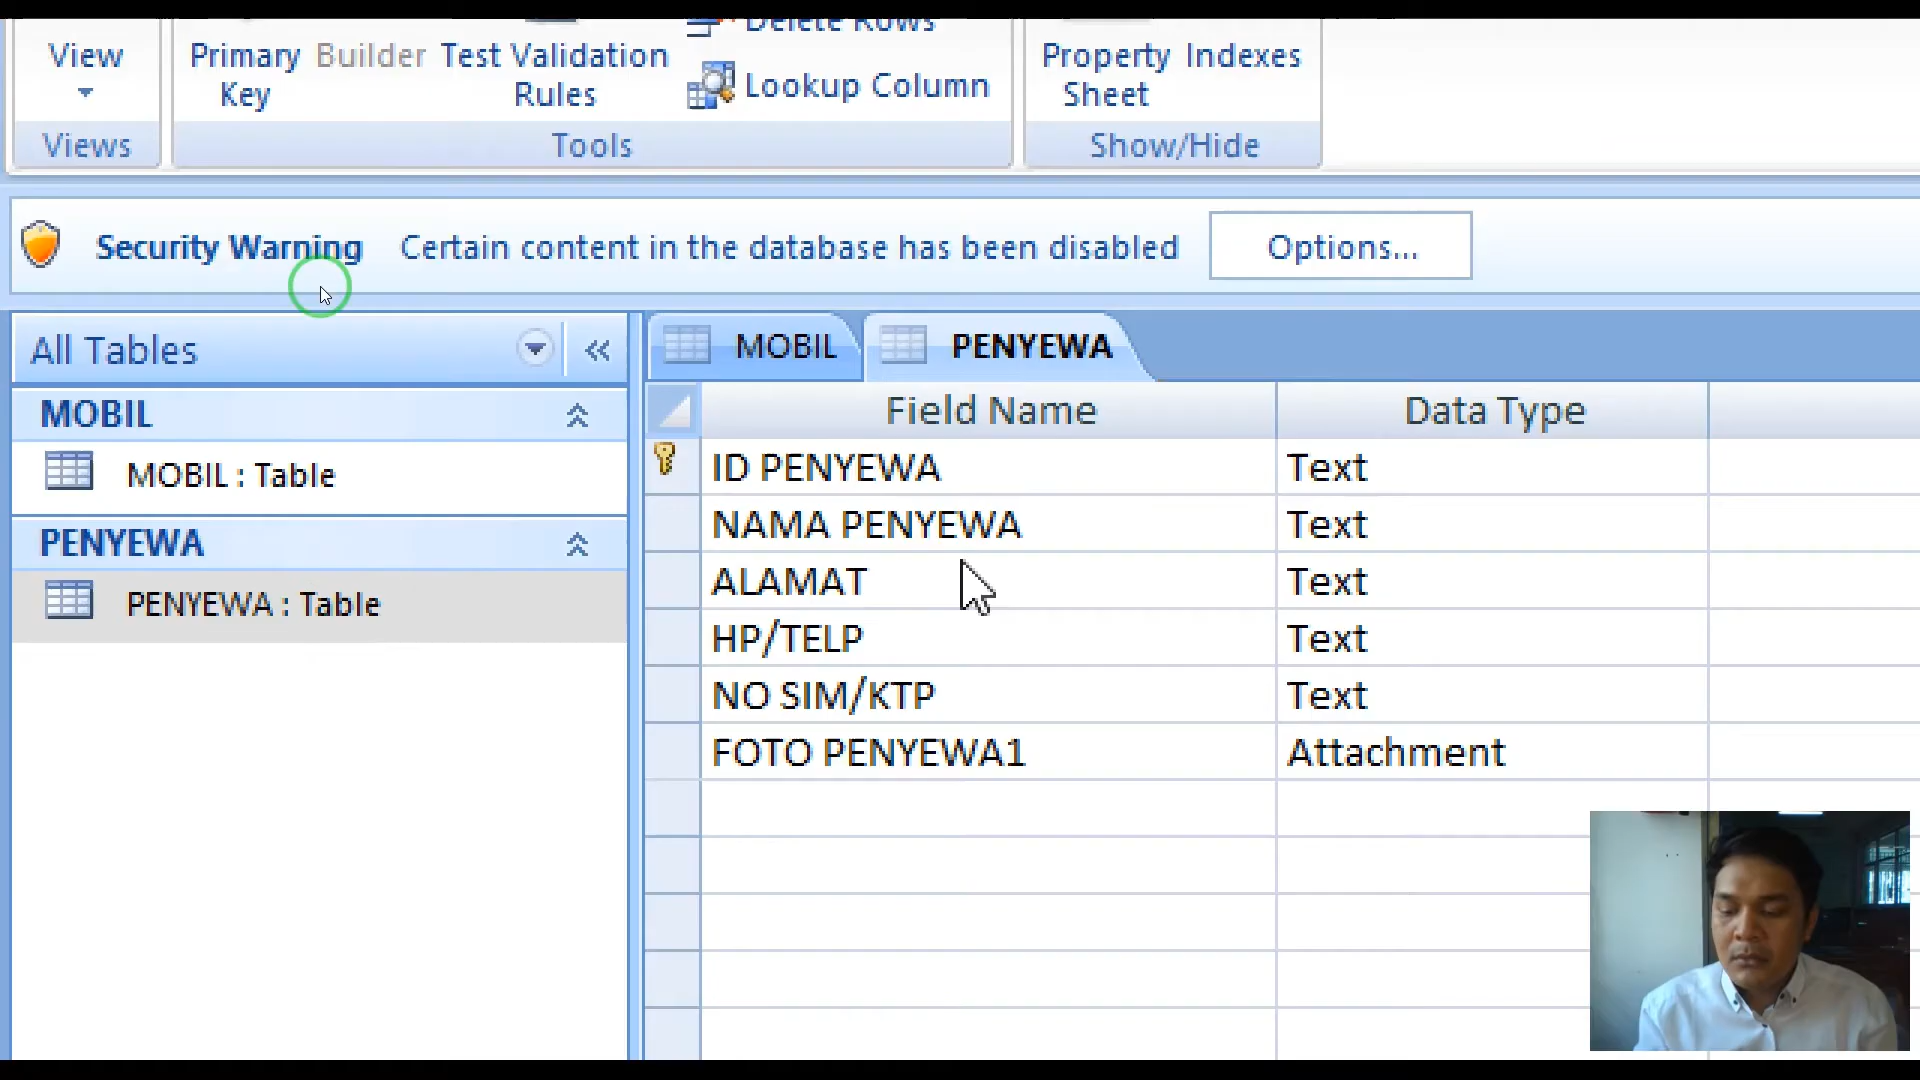 Delete Rows
View
Primary Key
Builder
Test Validation Rules
Lookup Column
Property Sheet
Indexes
Views
Tools
Show/Hide
Security Warning Certain content in the database has been disabled Options...
All Tables
MOBIL
PENYEWA
Field Name Data Type
MOBIL
MOBIL : Table
PENYEWA
PENYEWA : Table
ID PENYEWA Text
NAMA PENYEWA Text
ALAMAT Text
HP/TELP Text
NO SIM/KTP Text
FOTO PENYEWA1 Attachment